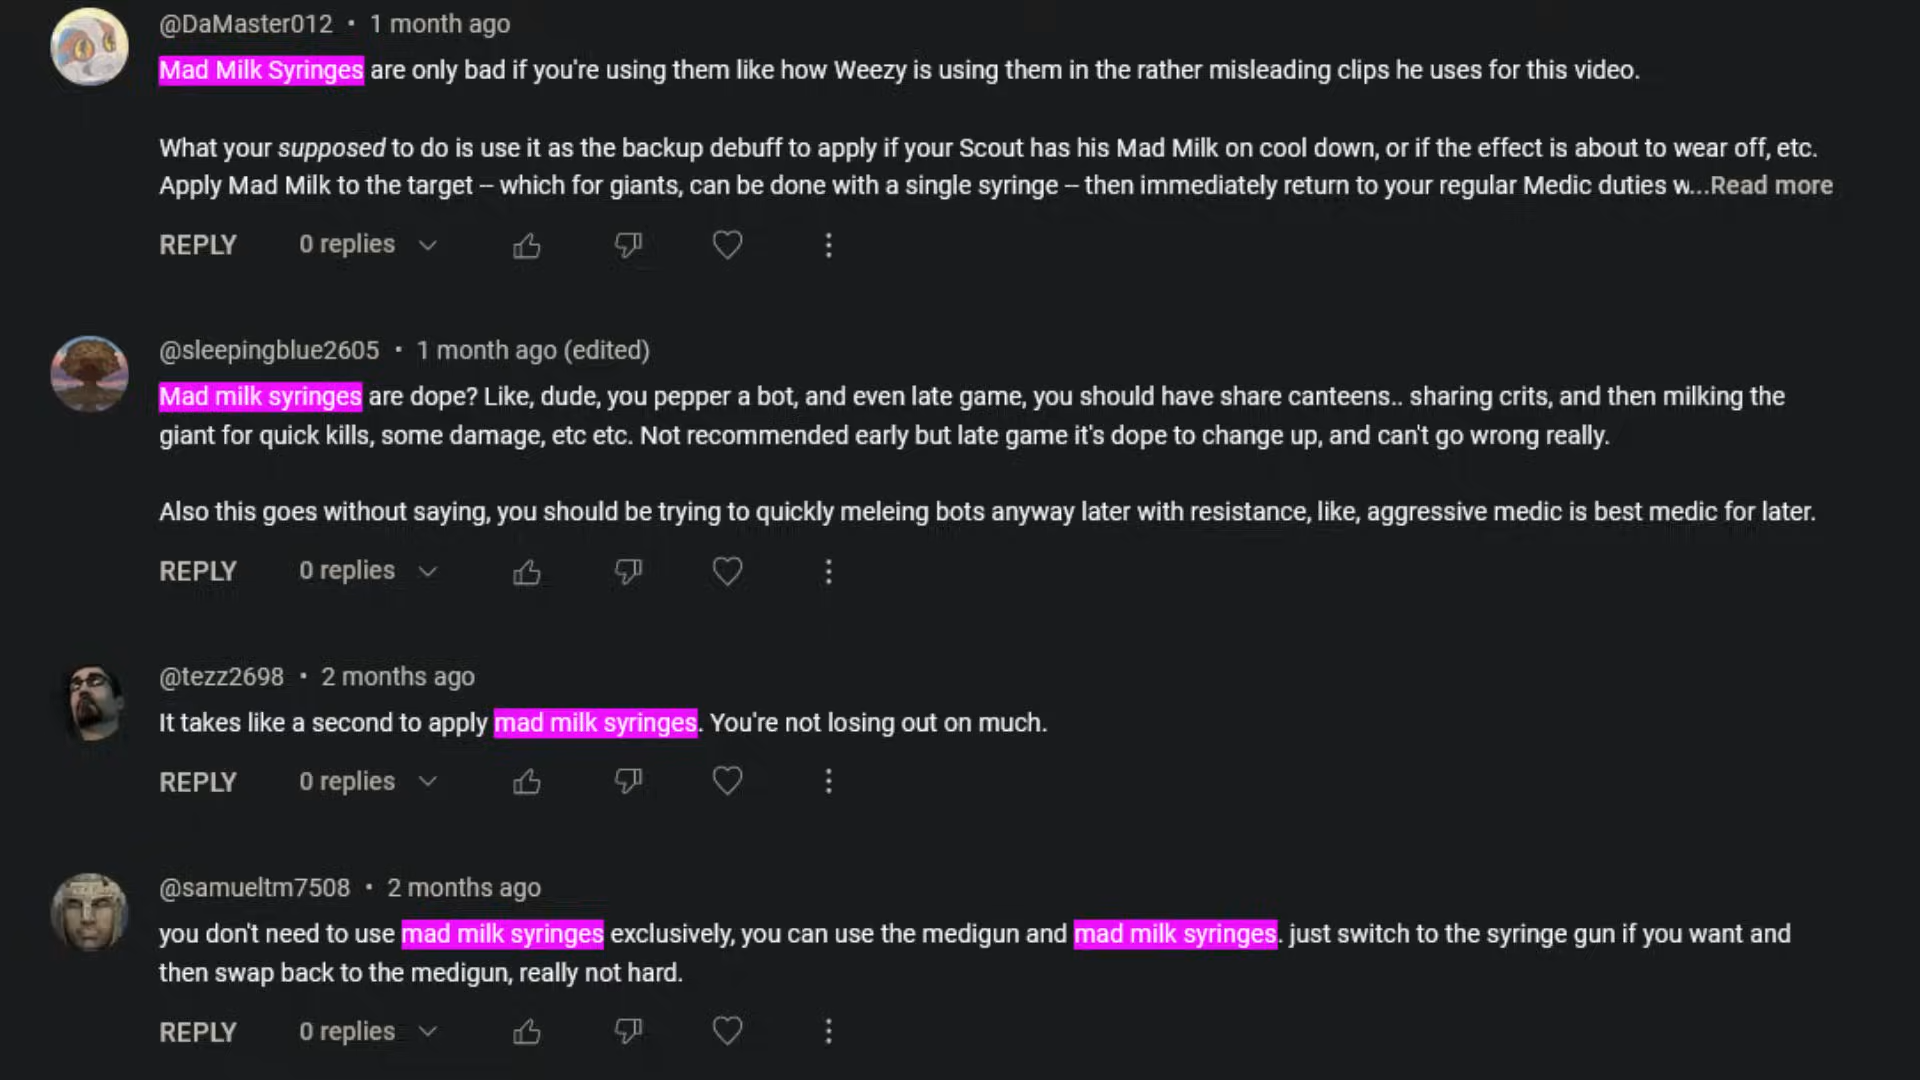 @DaMaster012 • 1 month ago
Mad Milk Syringes are only bad if you're using them like how Weezy is using them in the rather misleading clips he uses for this video.
What your supposed to do is use it as the backup debuff to apply if your Scout has his Mad Milk on cool down, or if the effect is about to wear off, etc.
Apply Mad Milk to the target -- which for giants, can be done with a single syringe -- then immediately return to your regular Medic duties w...Read more
REPLY 0 replies
@sleepingblue2605 • 1 month ago (edited)
Mad milk syringes are dope? Like, dude, you pepper a bot, and even late game, you should have share canteens.. sharing crits, and then milking the
giant for quick kills, some damage, etc etc. Not recommended early but late game it's dope to change up, and can't go wrong really.
Also this goes without saying, you should be trying to quickly meleing bots anyway later with resistance, like, aggressive medic is best medic for later.
REPLY 0 replies
@tezz2698 • 2 months ago
It takes like a second to apply mad milk syringes. You're not losing out on much.
REPLY 0 replies
@samueltm7508 • 2 months ago
you don't need to use mad milk syringes exclusively, you can use the medigun and mad milk syringes. just switch to the syringe gun if you want and
then swap back to the medigun, really not hard.
REPLY 0 replies